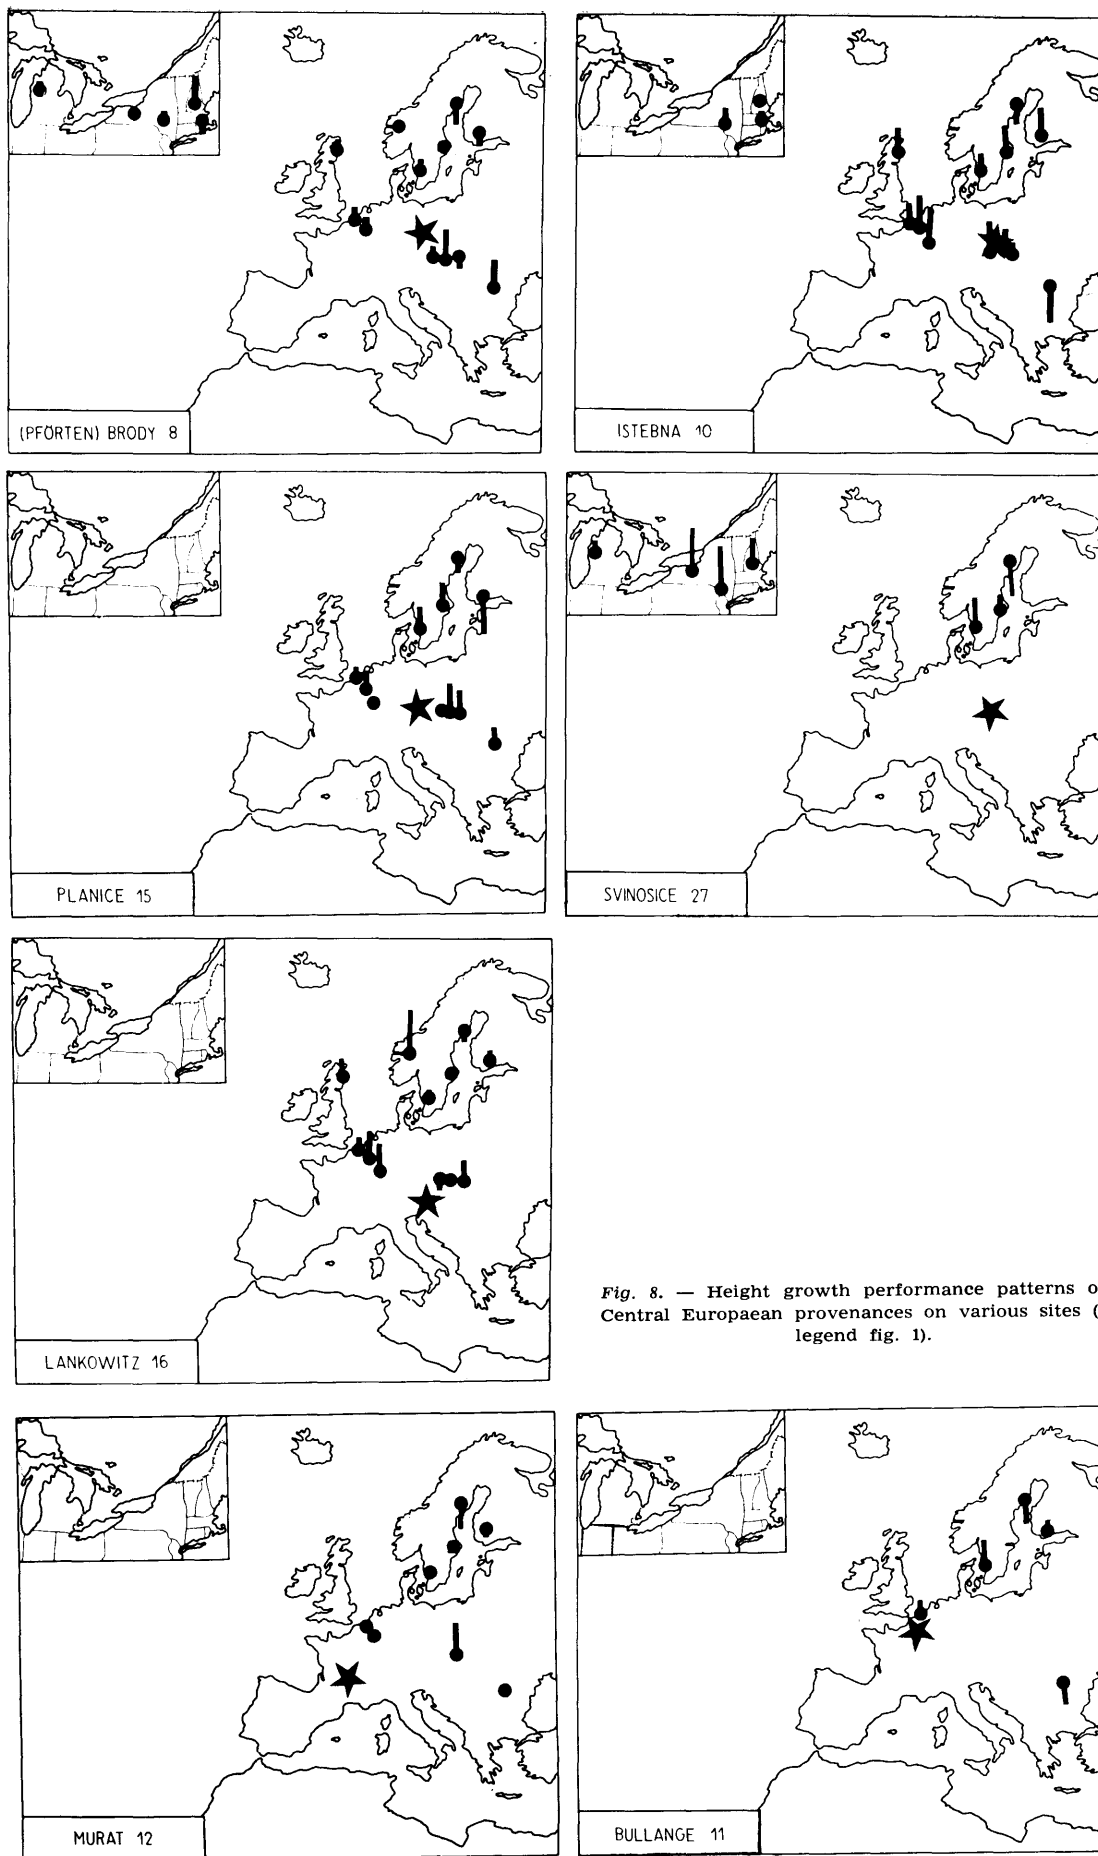 (PFÖRTEN) BRODY 8
ISTEBNA 10
PLANICE 15
SVINOSICE 27
LANKOWITZ 16
Fig. 8. — Height growth performance patterns o
Central Europaean provenances on various sites (
legend fig. 1).
MURAT 12
BULLANGE 11